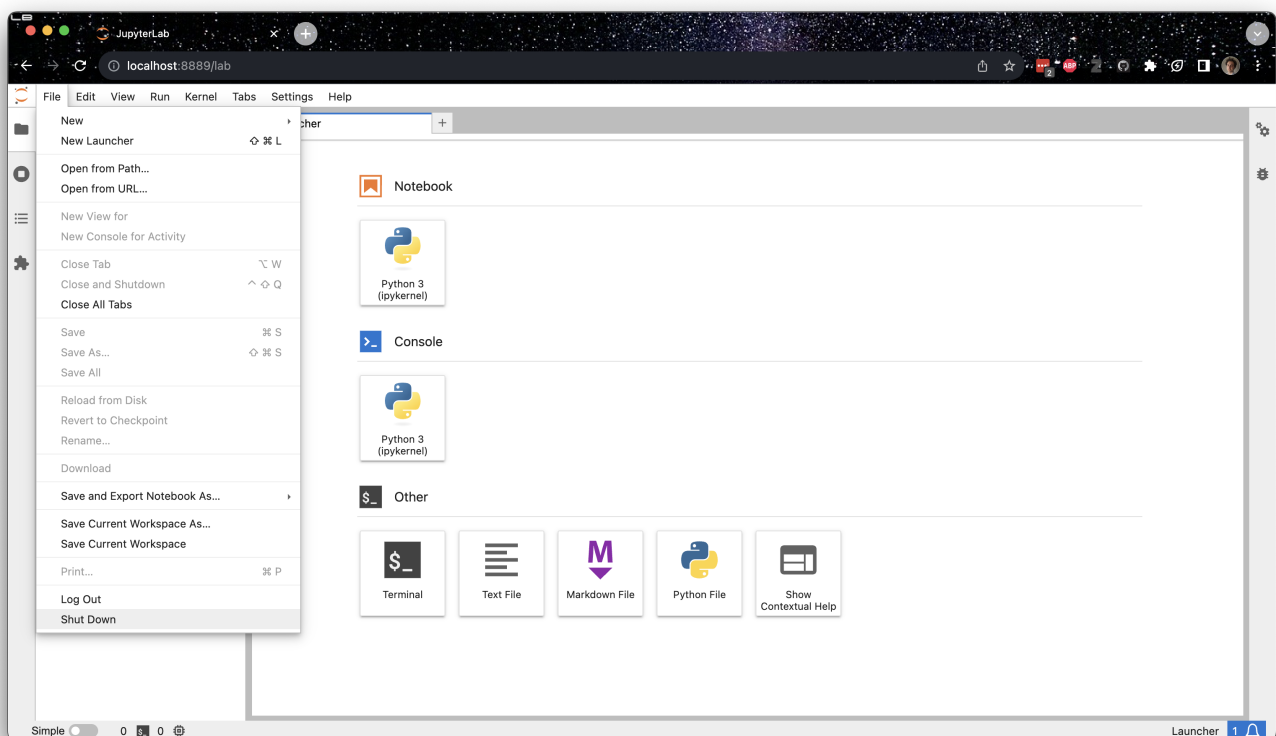 JupyterLab
localhost:8889/lab
2
ABP
File Edit View Run Kernel Tabs Settings Help
New
New Launcher ⇧ ⌘ L
Open from Path...
Open from URL...
New View for
New Console for Activity
Close Tab ⌥ W
Close and Shutdown ^ ⇧ Q
Close All Tabs
Save ⌘ S
Save As... ⇧ ⌘ S
Save All
Reload from Disk
Revert to Checkpoint
Rename...
Download
Save and Export Notebook As...
Save Current Workspace As...
Save Current Workspace
Print... ⌘ P
Log Out
Shut Down
cher
Notebook
Python 3
(ipykernel)
Console
Python 3
(ipykernel)
$_ Other
$_
Terminal
Text File
M
Markdown File
Python File
Show
Contextual Help
Simple 0 $_ 0
Launcher 1